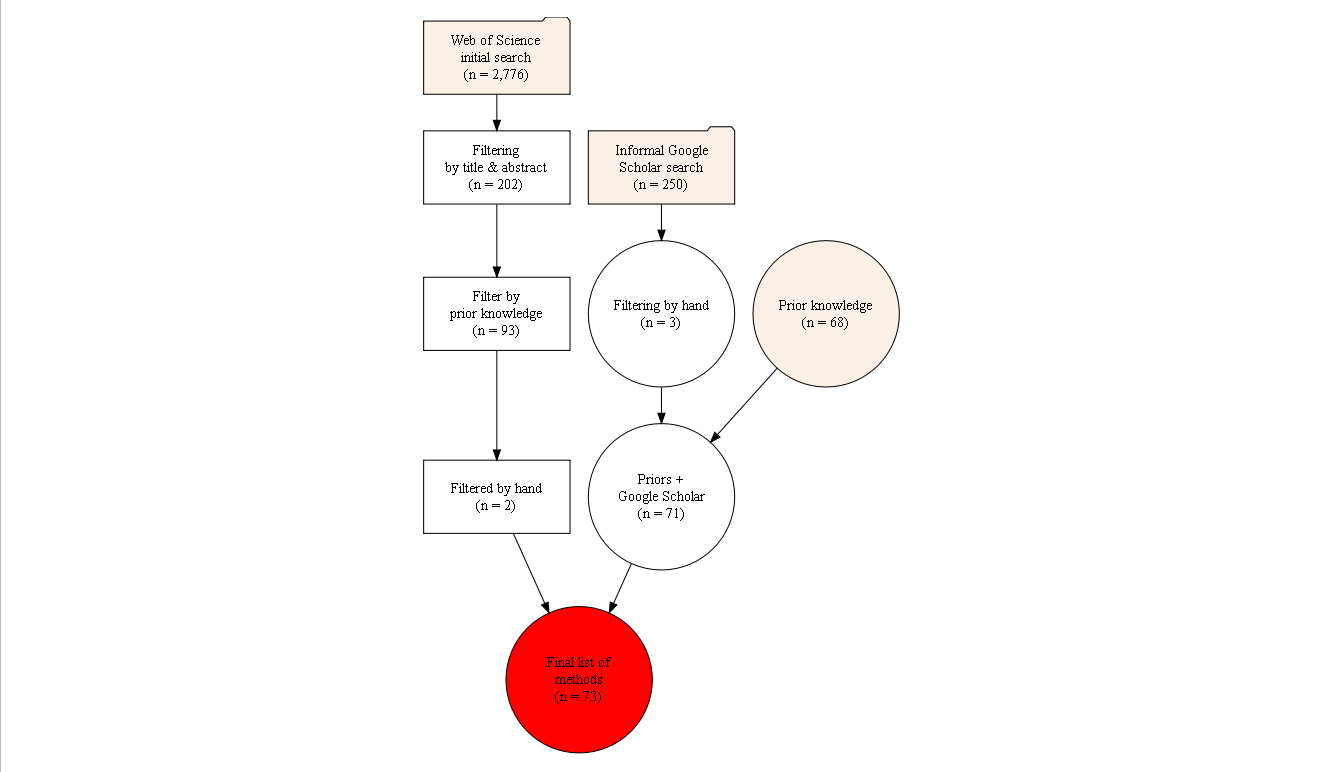 Web of Science
initial search
(n = 2,776)
Filtering
by title & abstract
(n = 202)
Informal Google
Scholar search
(n = 250)
Filter by
prior knowledge
(n = 93)
Filtering by hand
(n = 3)
Prior knowledge
(n = 68)
Filtered by hand
(n = 2)
Priors +
Google Scholar
(n = 71)
Final list of
methods
(n = 73)